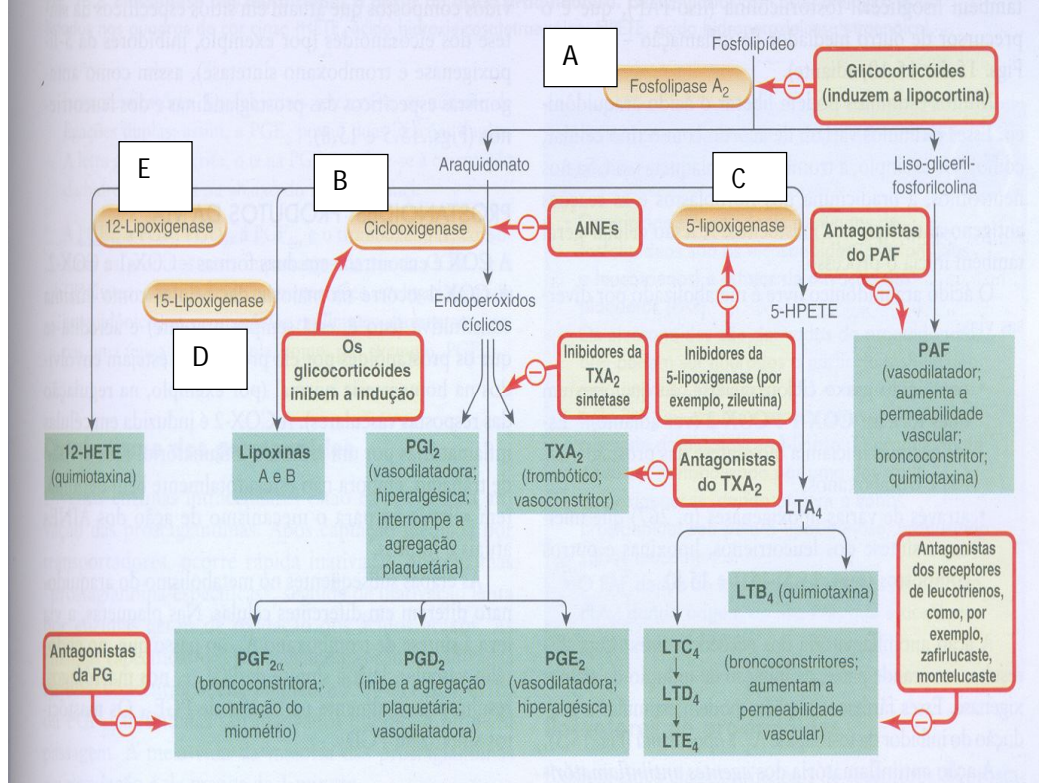 A
Fosfolipídeo
Fosfolipase A2
Glicocorticóides
(induzem a lipocortina)
Araquidonato
Liso-gliceril-
fosforilcolina
E
B
C
12-Lipoxigenase
Ciclooxigenase
AINEs
5-lipoxigenase
Antagonistas
do PAF
15-Lipoxigenase
D
Endoperóxidos
cíclicos
5-HPETE
Os
glicocorticóides
inibem a indução
Inibidores da
TXA2
sintetase
Inibidores da
5-lipoxigenase (por
exemplo, zileutina)
PAF
(vasodilatador;
aumenta a
permeabilidade
vascular;
broncoconstritor;
quimiotaxina)
12-HETE
(quimiotaxina)
Lipoxinas
A e B
PGI2
(vasodilatadora;
hiperalgésica;
interrompe a
agregação
plaquetária)
TXA2
(trombótico;
vasoconstritor)
Antagonistas
do TXA2
LTA4
LTB4 (quimiotaxina)
Antagonistas
dos receptores
de leucotrienos,
como, por
exemplo,
zafirlucaste,
montelucaste
Antagonistas
da PG
PGF2α
(broncoconstritora;
contração do
miométrio)
PGD2
(inibe a agregação
plaquetária;
vasodilatadora)
PGE2
(vasodilatadora;
hiperalgésica)
LTC4
LTD4
LTE4
(broncoconstritores;
aumentam a
permeabilidade
vascular)